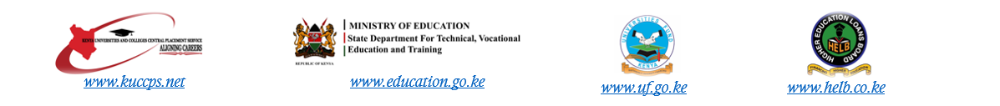 KENYA UNIVERSITIES AND COLLEGES CENTRAL PLACEMENT SERVICE
ALIGNING CAREERS
www.kuccps.net
MINISTRY OF EDUCATION
State Department For Technical, Vocational
Education and Training
REPUBLIC OF KENYA
www.education.go.ke
UNIVERSITIES FUND
KENYA
www.uf.go.ke
HIGHER EDUCATION LOANS BOARD
HELB
www.helb.co.ke